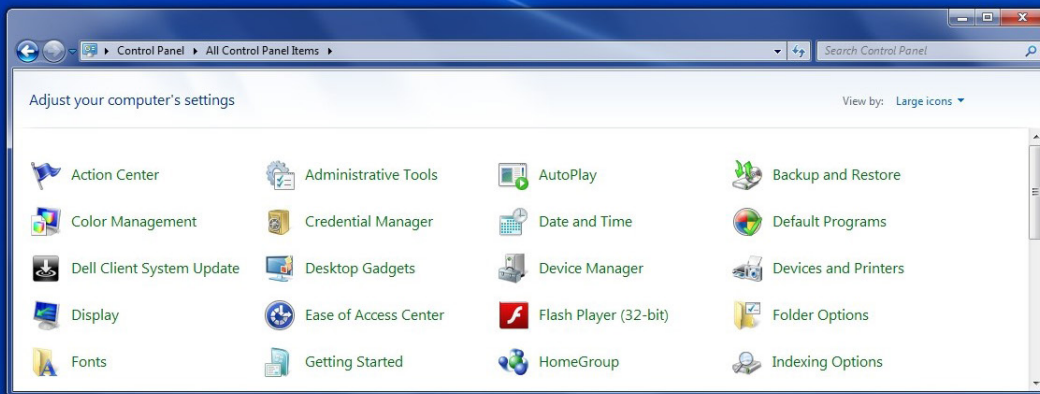 Control Panel All Control Panel Items Search Control Panel
Adjust your computer's settings View by: Large icons
Action Center Administrative Tools AutoPlay Backup and Restore
Color Management Credential Manager Date and Time Default Programs
Dell Client System Update Desktop Gadgets Device Manager Devices and Printers
Display Ease of Access Center Flash Player (32-bit) Folder Options
Fonts Getting Started HomeGroup Indexing Options